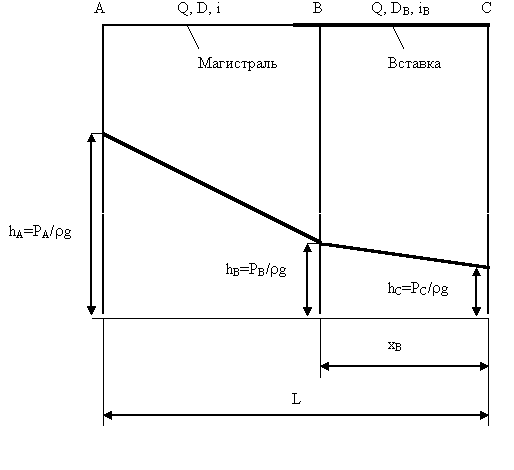 A Q, D, i B Q, D_B, i_B C
Магистраль Вставка
h_A=P_A/ρg
h_B=P_B/ρg
h_C=P_C/ρg
x_B
L